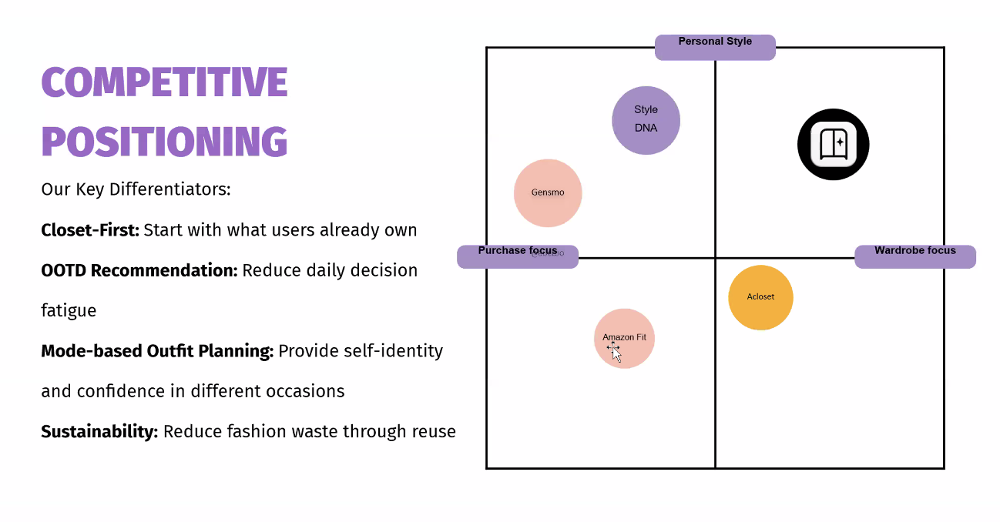 COMPETITIVE
POSITIONING
Our Key Differentiators:
Closet-First: Start with what users already own
OOTD Recommendation: Reduce daily decision
fatigue
Mode-based Outfit Planning: Provide self-identity
and confidence in different occasions
Sustainability: Reduce fashion waste through reuse
Personal Style
Style
DNA
Gensmo
Purchase focus
Wardrobe focus
Acloset
Amazon Fit